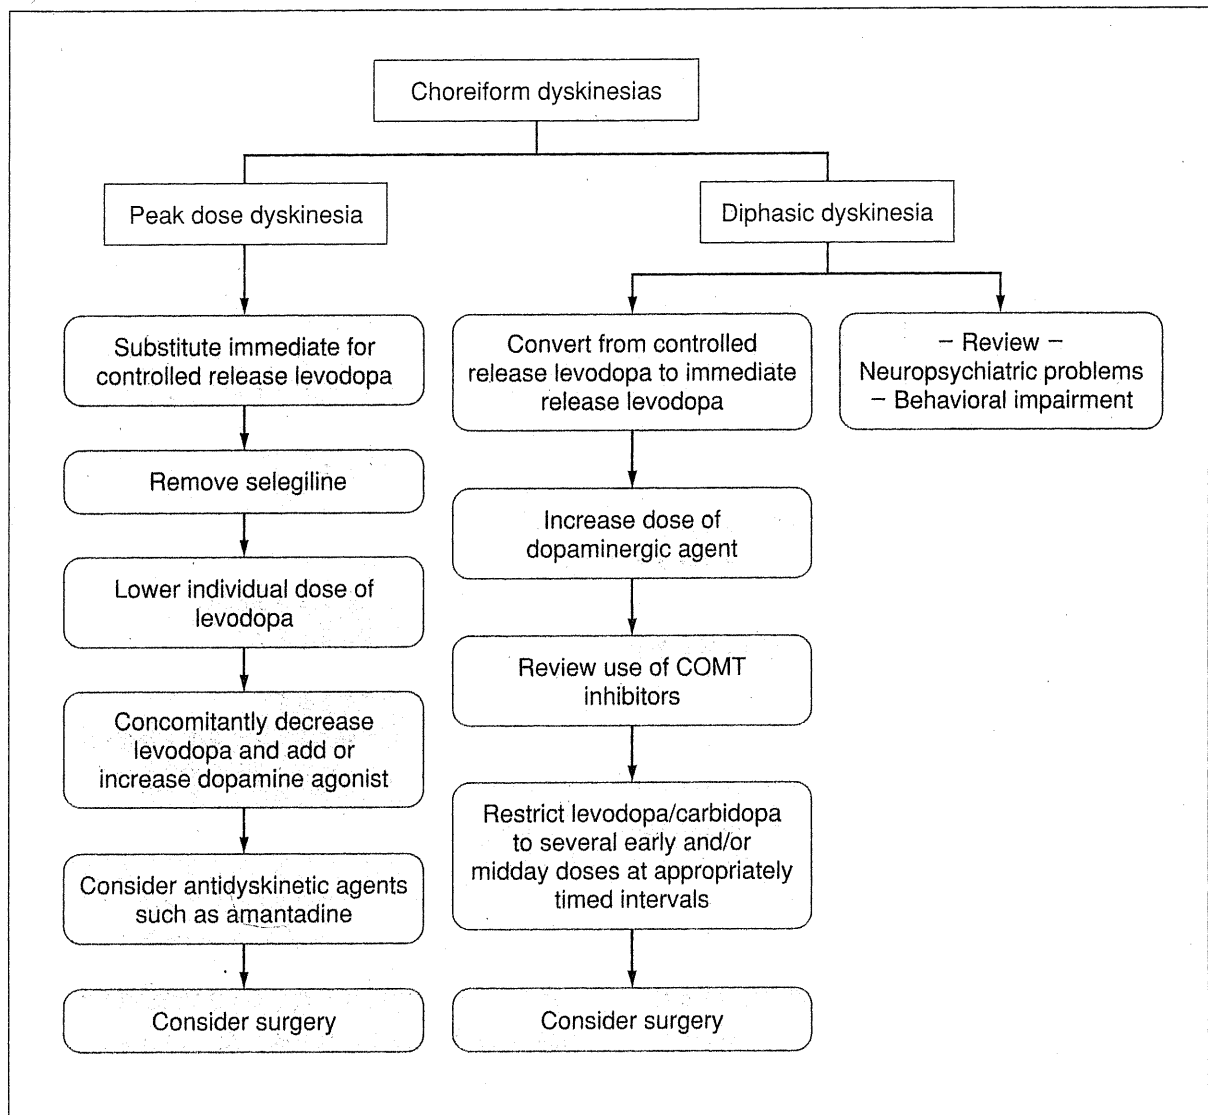 Choreiform dyskinesias
Peak dose dyskinesia
Diphasic dyskinesia
Substitute immediate for
controlled release levodopa
Remove selegiline
Lower individual dose of
levodopa
Concomitantly decrease
levodopa and add or
increase dopamine agonist
Consider antidyskinetic agents
such as amantadine
Consider surgery
Convert from controlled
release levodopa to immediate
release levodopa
Increase dose of
dopaminergic agent
Review use of COMT
inhibitors
Restrict levodopa/carbidopa
to several early and/or
midday doses at appropriately
timed intervals
Consider surgery
– Review –
Neuropsychiatric problems
– Behavioral impairment